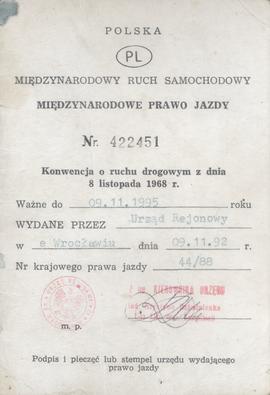 POLSKA
PL
MIĘDZYNARODOWY RUCH SAMOCHODOWY
MIĘDZYNARODOWE PRAWO JAZDY
Nr. 422451
Konwencja o ruchu drogowym z dnia
8 listopada 1968 r.
Ważne do 09.11.1995 roku
WYDANE PRZEZ Urząd Rejonowy
w e Wrocławiu dnia 09.11.92 r.
Nr krajowego prawa jazdy 44/88
KIEROWNIKA URZĘDU
m. p.
Podpis i pieczęć lub stempel urzędu wydającego
prawo jazdy